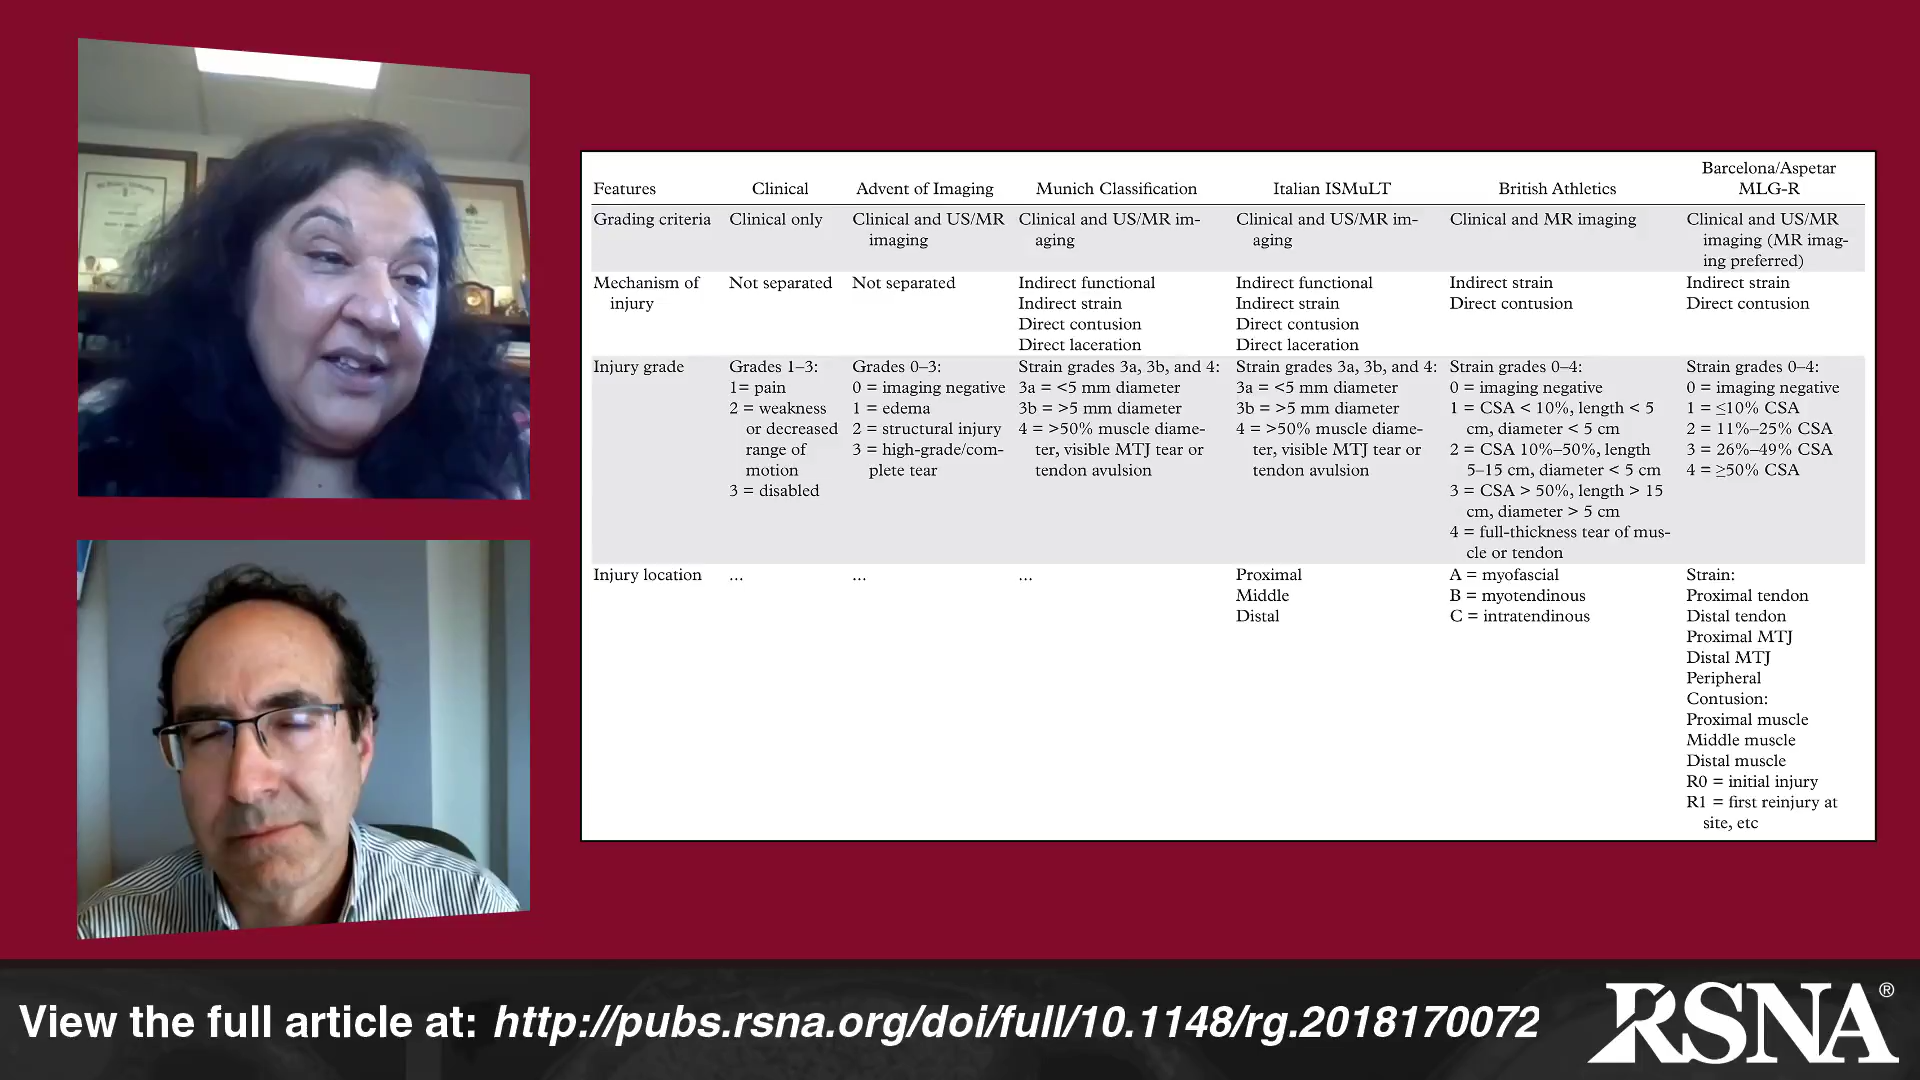 Features Clinical Advent of Imaging Munich Classification Italian ISMuLT British Athletics Barcelona/Aspetar MLG-R
Grading criteria
Clinical only
Clinical and US/MR
imaging
Clinical and US/MR im-
aging
Clinical and US/MR im-
aging
Clinical and MR imaging
Clinical and US/MR
imaging (MR imag-
ing preferred)
Mechanism of
injury
Not separated
Not separated
Indirect functional
Indirect strain
Direct contusion
Direct laceration
Indirect functional
Indirect strain
Direct contusion
Direct laceration
Indirect strain
Direct contusion
Indirect strain
Direct contusion
Injury grade
Grades 1–3:
1= pain
2 = weakness
or decreased
range of
motion
3 = disabled
Grades 0–3:
0 = imaging negative
1 = edema
2 = structural injury
3 = high-grade/com-
plete tear
Strain grades 3a, 3b, and 4:
3a = <5 mm diameter
3b = >5 mm diameter
4 = >50% muscle diame-
ter, visible MTJ tear or
tendon avulsion
Strain grades 3a, 3b, and 4:
3a = <5 mm diameter
3b = >5 mm diameter
4 = >50% muscle diame-
ter, visible MTJ tear or
tendon avulsion
Strain grades 0–4:
0 = imaging negative
1 = CSA < 10%, length < 5
cm, diameter < 5 cm
2 = CSA 10%–50%, length
5–15 cm, diameter < 5 cm
3 = CSA > 50%, length > 15
cm, diameter > 5 cm
4 = full-thickness tear of mus-
cle or tendon
Strain grades 0–4:
0 = imaging negative
1 = ≤10% CSA
2 = 11%–25% CSA
3 = 26%–49% CSA
4 = ≥50% CSA
Injury location
...
...
...
Proximal
Middle
Distal
A = myofascial
B = myotendinous
C = intratendinous
Strain:
Proximal tendon
Distal tendon
Proximal MTJ
Distal MTJ
Peripheral
Contusion:
Proximal muscle
Middle muscle
Distal muscle
R0 = initial injury
R1 = first reinjury at
site, etc
View the full article at: http://pubs.rsna.org/doi/full/10.1148/rg.2018170072
RSNA®